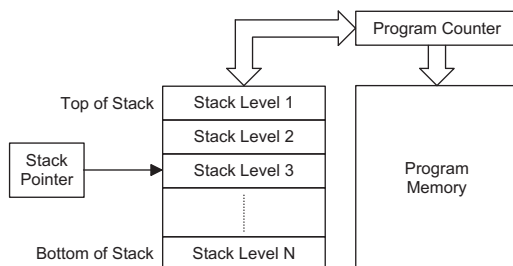 Program Counter
Top of Stack
Stack Level 1
Stack Level 2
Stack
Pointer
Stack Level 3
Program
Memory
Bottom of Stack
Stack Level N